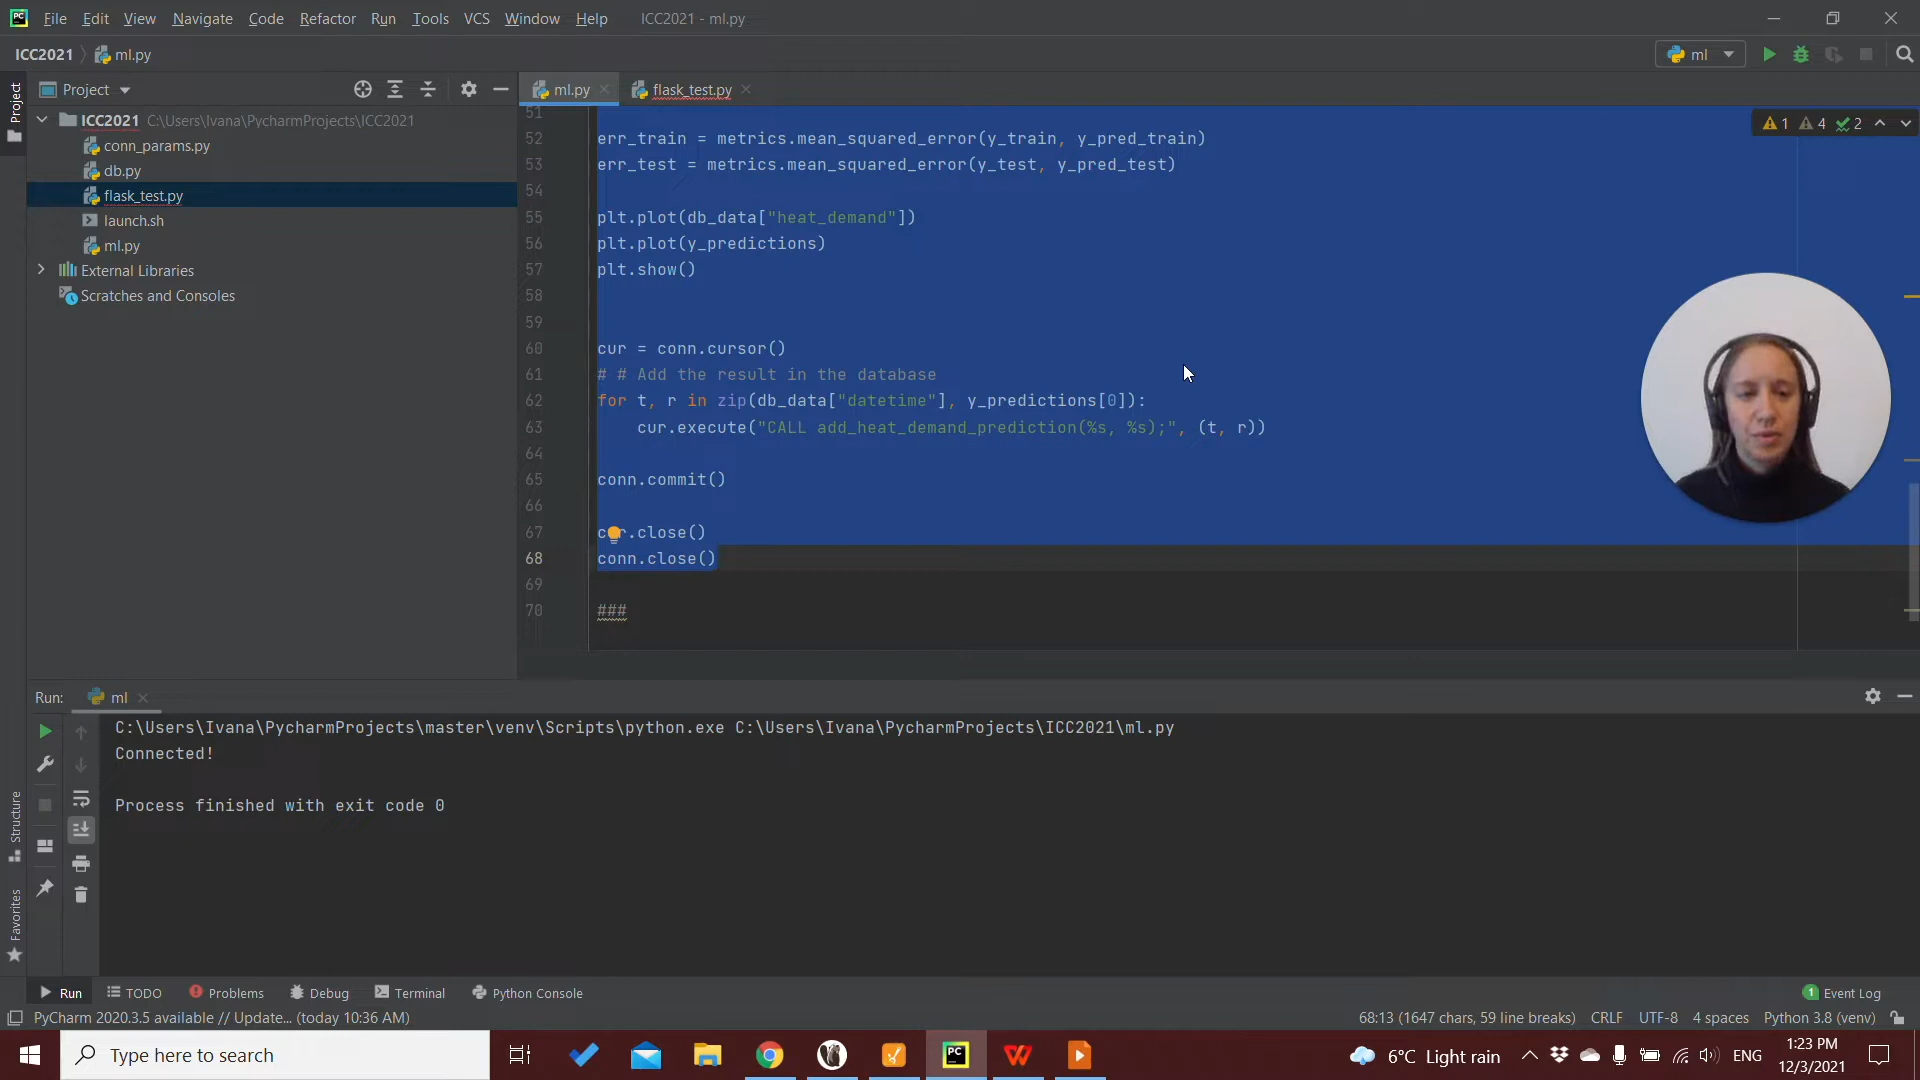 File Edit View Navigate Code Refactor Run Tools VCS Window Help ICC2021 - ml.py
ICC2021 ml.py
ml
Project
Project
ml.py flask_test.py
ICC2021 C:\Users\Ivana\PycharmProjects\ICC2021
conn_params.py
db.py
flask_test.py
launch.sh
ml.py
External Libraries
Scratches and Consoles
1 4 2
51
52 err_train = metrics.mean_squared_error(y_train, y_pred_train)
53 err_test = metrics.mean_squared_error(y_test, y_pred_test)
54
55 plt.plot(db_data["heat_demand"])
56 plt.plot(y_predictions)
57 plt.show()
58
59
60 cur = conn.cursor()
61 # # Add the result in the database
62 for t, r in zip(db_data["datetime"], y_predictions[0]):
63 cur.execute("CALL add_heat_demand_prediction(%s, %s);", (t, r))
64
65 conn.commit()
66
67 cur.close()
68 conn.close()
69
70 ###
Run: ml
C:\Users\Ivana\PycharmProjects\master\venv\Scripts\python.exe C:\Users\Ivana\PycharmProjects\ICC2021\ml.py
Connected!
Process finished with exit code 0
Structure
Favorites
Run TODO Problems Debug Terminal Python Console 1 Event Log
PyCharm 2020.3.5 available // Update... (today 10:36 AM) 68:13 (1647 chars, 59 line breaks) CRLF UTF-8 4 spaces Python 3.8 (venv)
Type here to search
PC
6°C Light rain
ENG
1:23 PM
12/3/2021